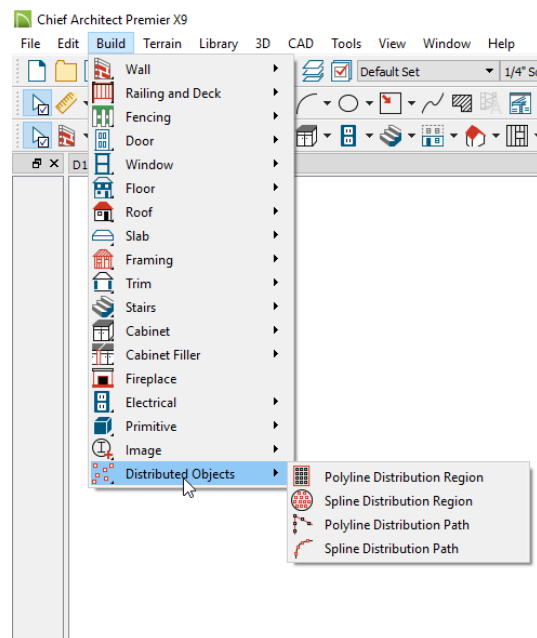 Chief Architect Premier X9
File Edit Build Terrain Library 3D CAD Tools View Window Help
Wall
Default Set
Railing and Deck
Fencing
Door
D1
Window
Floor
Roof
Slab
Framing
Trim
Stairs
Cabinet
Cabinet Filler
Fireplace
Electrical
Primitive
Image
Distributed Objects
Polyline Distribution Region
Spline Distribution Region
Polyline Distribution Path
Spline Distribution Path